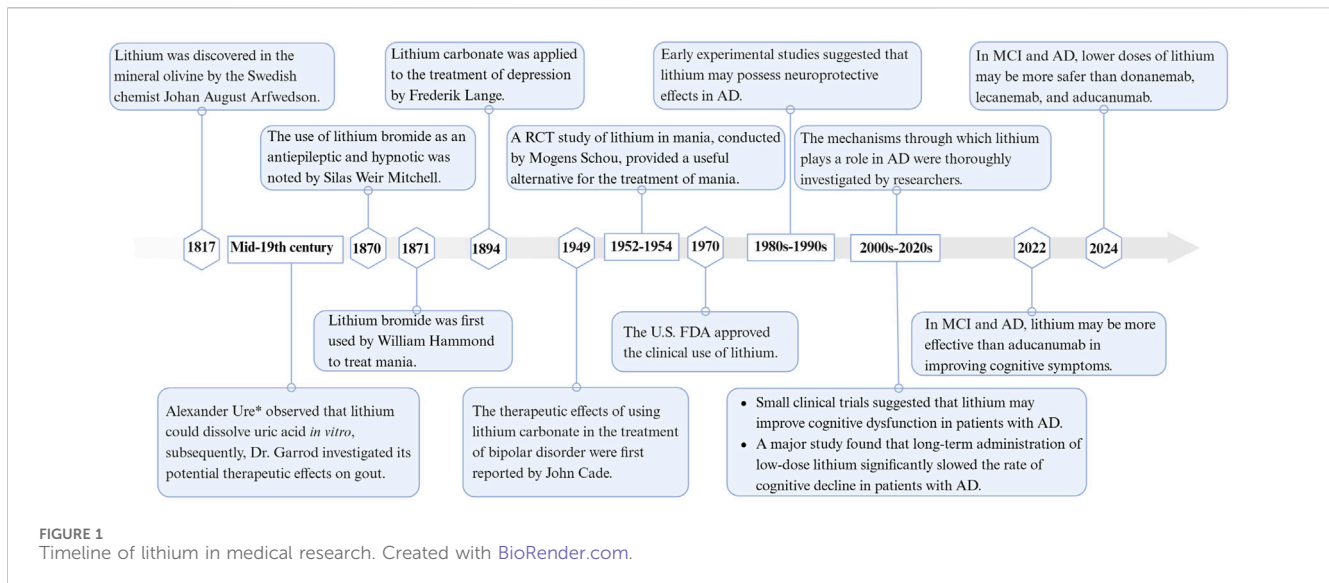 Lithium was discovered in the
mineral olivine by the Swedish
chemist Johan August Arfwedson.
Lithium carbonate was applied
to the treatment of depression
by Frederik Lange.
Early experimental studies suggested that
lithium may possess neuroprotective
effects in AD.
In MCI and AD, lower doses of lithium
may be more safer than donanemab,
lecanemab, and aducanumab.
The use of lithium bromide as an
antiepileptic and hypnotic was
noted by Silas Weir Mitchell.
A RCT study of lithium in mania, conducted
by Mogens Schou, provided a useful
alternative for the treatment of mania.
The mechanisms through which lithium
plays a role in AD were thoroughly
investigated by researchers.
1817 Mid-19th century 1870 1871 1894 1949 1952-1954 1970 1980s-1990s 2000s-2020s 2022 2024
Lithium bromide was first
used by William Hammond
to treat mania.
The U.S. FDA approved
the clinical use of lithium.
In MCI and AD, lithium may be more
effective than aducanumab in
improving cognitive symptoms.
Alexander Ure* observed that lithium
could dissolve uric acid in vitro,
subsequently, Dr. Garrod investigated its
potential therapeutic effects on gout.
The therapeutic effects of using
lithium carbonate in the treatment
of bipolar disorder were first
reported by John Cade.
• Small clinical trials suggested that lithium may
improve cognitive dysfunction in patients with AD.
• A major study found that long-term administration of
low-dose lithium significantly slowed the rate of
cognitive decline in patients with AD.
FIGURE 1
Timeline of lithium in medical research. Created with BioRender.com.